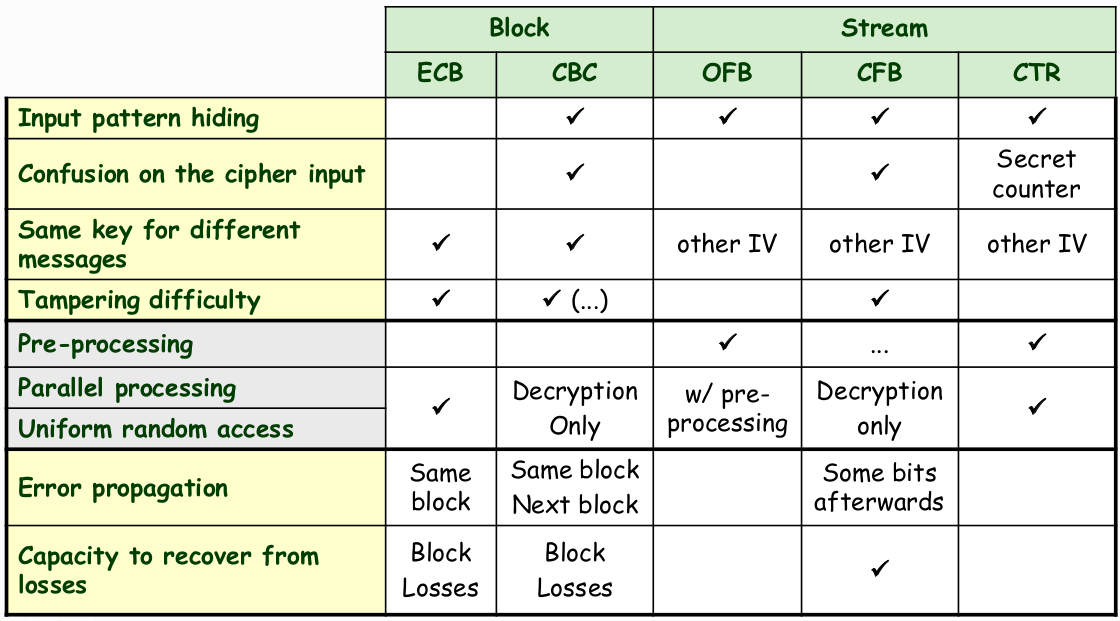 Block Stream
ECB CBC OFB CFB CTR
Input pattern hiding ✓ ✓ ✓ ✓
Confusion on the cipher input ✓ ✓ Secret
counter
Same key for different
messages ✓ ✓ other IV other IV other IV
Tampering difficulty ✓ ✓ (...) ✓
Pre-processing ✓ ... ✓
Parallel processing
Uniform random access
✓ Decryption
Only
w/ pre-
processing
Decryption
only
✓
Error propagation
Same
block
Same block
Next block
Some bits
afterwards
Capacity to recover from
losses
Block
Losses
Block
Losses
✓